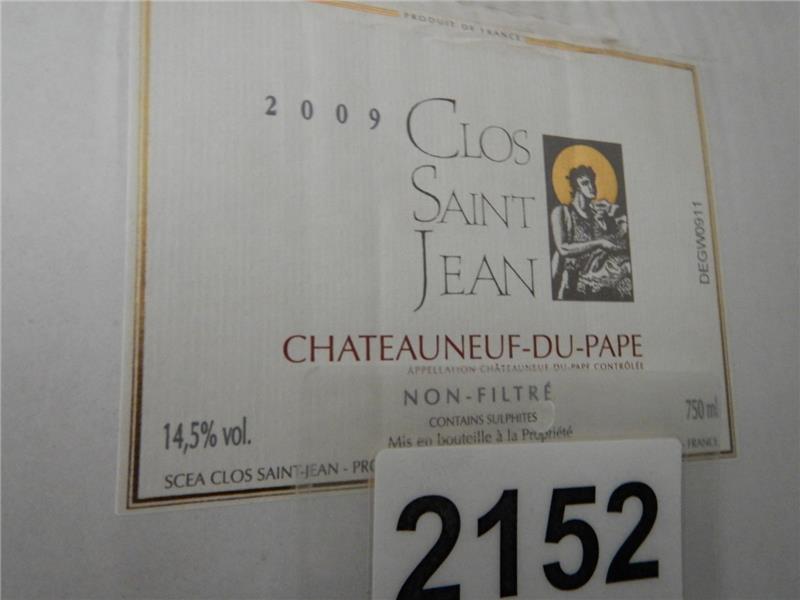 PRODUIT DE FRANCE
2009
CLOS
SAINT
JEAN
DEGW0911
CHATEAUNEUF-DU-PAPE
APPELLATION CHÂTEAUNEUF-DU-PAPE CONTRÔLÉE
NON-FILTRÉ
CONTAINS SULPHITES
14,5% vol.
750 ml
Mis en bouteille à la Propriété
SCEA CLOS SAINT-JEAN - FRANCE
2152